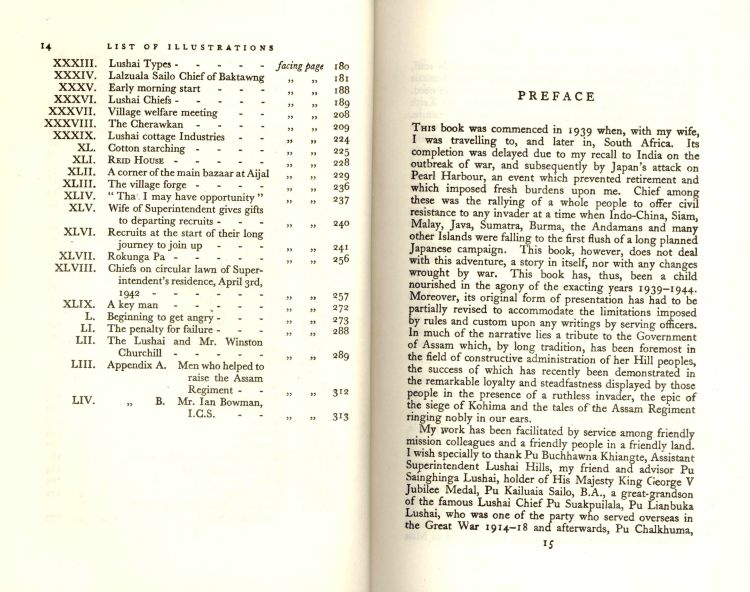 14 LIST OF ILLUSTRATIONS
XXXIII. Lushai Types - - - - - facing page 180
XXXIV. Lalzuala Sailo Chief of Baktawng „ „ 181
XXXV. Early morning start - - - „ „ 188
XXXVI. Lushai Chiefs - - - - - „ „ 189
XXXVII. Village welfare meeting - - „ „ 208
XXXVIII. The Cherawkan - - - - „ „ 209
XXXIX. Lushai cottage Industries - - „ „ 224
XL. Cotton starching - - - - „ „ 225
XLI. REID HOUSE - - - - - „ „ 228
XLII. A corner of the main bazaar at Aijal „ „ 229
XLIII. The village forge - - - - „ „ 236
XLIV. “ Tha. I may have opportunity ” „ „ 237
XLV. Wife of Superintendent gives gifts
to departing recruits - - - „ „ 240
XLVI. Recruits at the start of their long
journey to join up - - - „ „ 241
XLVII. Rokunga Pa - - - - - „ „ 256
XLVIII. Chiefs on circular lawn of Super-
intendent's residence, April 3rd,
1942 - - - - - - „ „ 257
XLIX. A key man - - - - - „ „ 272
L. Beginning to get angry - - - „ „ 273
LI. The penalty for failure - - - „ „ 288
LII. The Lushai and Mr. Winston
Churchill - - - - - „ „ 289
LIII. Appendix A. Men who helped to
raise the Assam
Regiment - - „ „ 312
LIV. „ B. Mr. Ian Bowman,
I.C.S. - - „ „ 313
PREFACE
THIS book was commenced in 1939 when, with my wife,
I was travelling to, and later in, South Africa. Its
completion was delayed due to my recall to India on the
outbreak of war, and subsequently by Japan's attack on
Pearl Harbour, an event which prevented retirement and
which imposed fresh burdens upon me. Chief among
these was the rallying of a whole people to offer civil
resistance to any invader at a time when Indo-China, Siam,
Malay, Java, Sumatra, Burma, the Andamans and many
other Islands were falling to the first flush of a long planned
Japanese campaign. This book, however, does not deal
with this adventure, a story in itself, nor with any changes
wrought by war. This book has, thus, been a child
nourished in the agony of the exacting years 1939–1944.
Moreover, its original form of presentation has had to be
partially revised to accommodate the limitations imposed
by rules and custom upon any writings by serving officers.
In much of the narrative lies a tribute to the Government
of Assam which, by long tradition, has been foremost in
the field of constructive administration of her Hill peoples,
the success of which has recently been demonstrated in
the remarkable loyalty and steadfastness displayed by those
people in the presence of a ruthless invader, the epic of
the siege of Kohima and the tales of the Assam Regiment
ringing nobly in our ears.
My work has been facilitated by service among friendly
mission colleagues and a friendly people in a friendly land.
I wish specially to thank Pu Buchhawna Khiangte, Assistant
Superintendent Lushai Hills, my friend and advisor Pu
Sainghinga Lushai, holder of His Majesty King George V
Jubilee Medal, Pu Kailuaia Sailo, B.A., a great-grandson
of the famous Lushai Chief Pu Suakpuilala, Pu Lianbuka
Lushai, who was one of the party who served overseas in
the Great War 1914–18 and afterwards, Pu Chalkhuma,
15